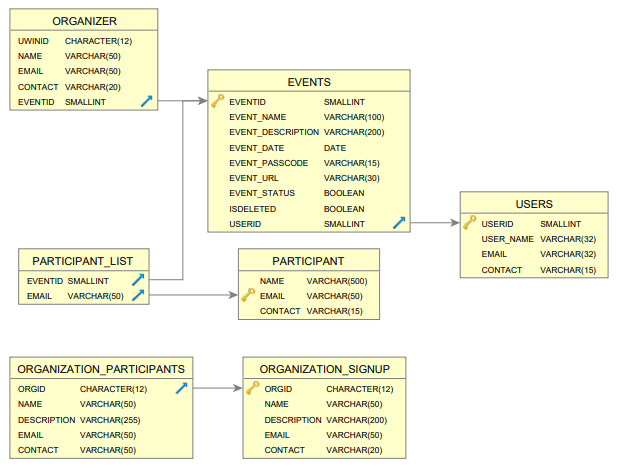 ORGANIZER
UWINID CHARACTER(12)
NAME VARCHAR(50)
EMAIL VARCHAR(50)
CONTACT VARCHAR(20)
EVENTID SMALLINT
EVENTS
EVENTID SMALLINT
EVENT_NAME VARCHAR(100)
EVENT_DESCRIPTION VARCHAR(200)
EVENT_DATE DATE
EVENT_PASSCODE VARCHAR(15)
EVENT_URL VARCHAR(30)
EVENT_STATUS BOOLEAN
ISDELETED BOOLEAN
USERID SMALLINT
USERS
USERID SMALLINT
USER_NAME VARCHAR(32)
EMAIL VARCHAR(32)
CONTACT VARCHAR(15)
PARTICIPANT_LIST
EVENTID SMALLINT
EMAIL VARCHAR(50)
PARTICIPANT
NAME VARCHAR(500)
EMAIL VARCHAR(50)
CONTACT VARCHAR(15)
ORGANIZATION_PARTICIPANTS
ORGID CHARACTER(12)
NAME VARCHAR(50)
DESCRIPTION VARCHAR(255)
EMAIL VARCHAR(50)
CONTACT VARCHAR(50)
ORGANIZATION_SIGNUP
ORGID CHARACTER(12)
NAME VARCHAR(50)
DESCRIPTION VARCHAR(200)
EMAIL VARCHAR(50)
CONTACT VARCHAR(20)